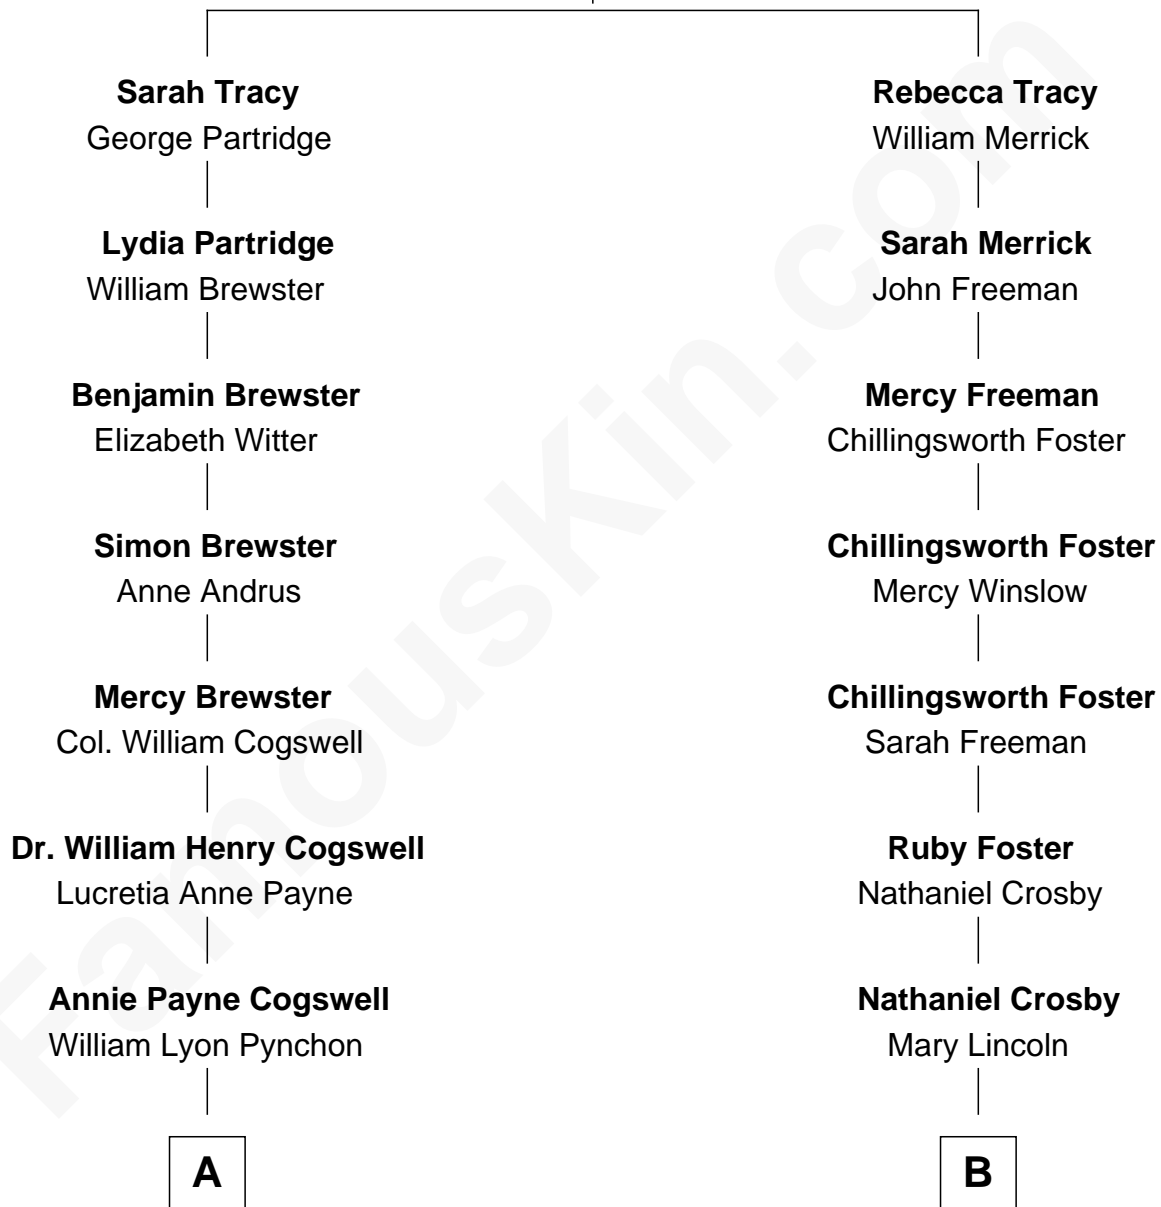 Sarah Tracy
George Partridge
Lydia Partridge
William Brewster
Benjamin Brewster
Elizabeth Witter
Simon Brewster
Anne Andrus
Mercy Brewster
Col. William Cogswell
Dr. William Henry Cogswell
Lucretia Anne Payne
Annie Payne Cogswell
William Lyon Pynchon
A
Rebecca Tracy
William Merrick
Sarah Merrick
John Freeman
Mercy Freeman
Chillingsworth Foster
Chillingsworth Foster
Mercy Winslow
Chillingsworth Foster
Sarah Freeman
Ruby Foster
Nathaniel Crosby
Nathaniel Crosby
Mary Lincoln
B
FamousKin.com